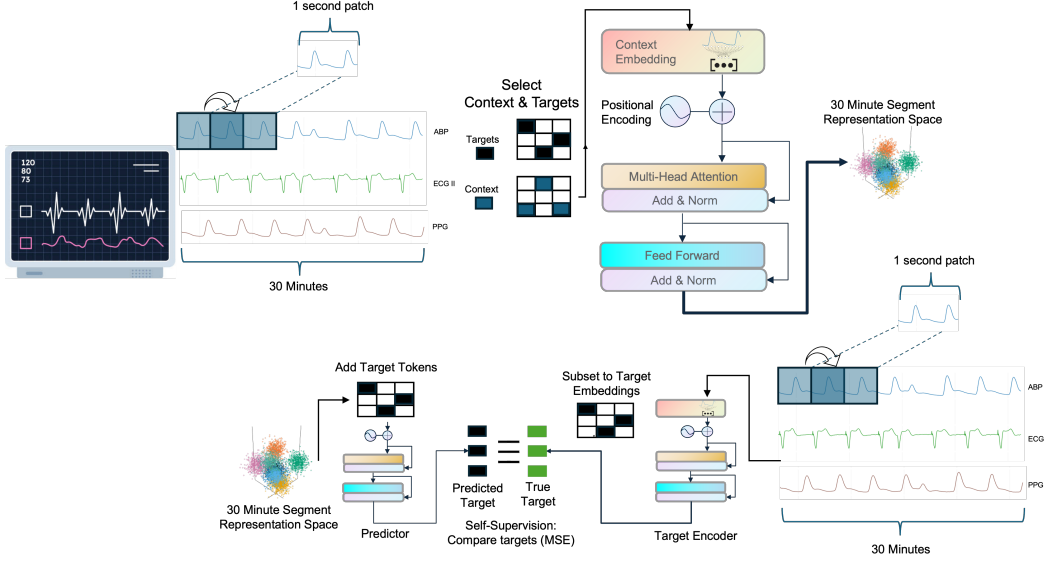 1 second patch
Select
Context & Targets
Targets
Context
ABP
ECG II
PPG
30 Minutes
120
80
73
Context
Embedding
[•••]
Positional
Encoding
Multi-Head Attention
Add & Norm
Feed Forward
Add & Norm
30 Minute Segment
Representation Space
1 second patch
ABP
ECG
PPG
30 Minutes
Add Target Tokens
30 Minute Segment
Representation Space
Predictor
Predicted
Target
True
Target
Self-Supervision:
Compare targets (MSE)
Subset to Target
Embeddings
[...]
Target Encoder